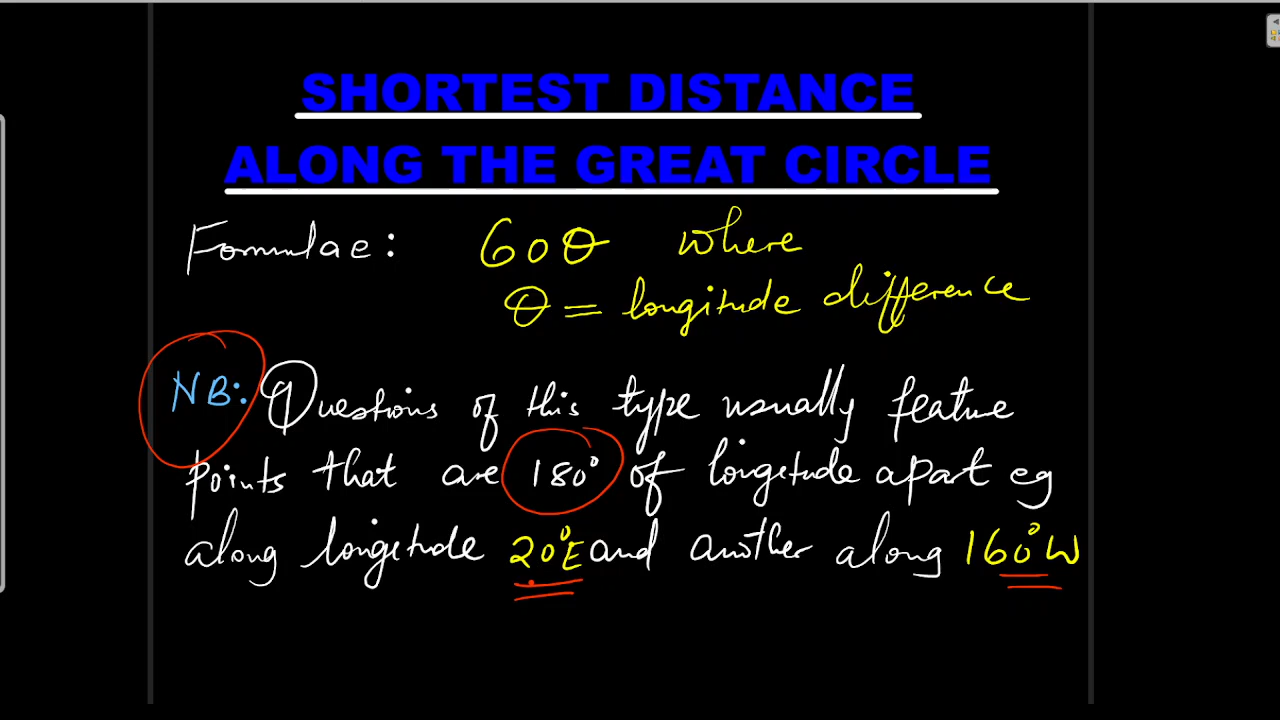 SHORTEST DISTANCE
ALONG THE GREAT CIRCLE
Formulae: 60θ where
θ = longitude difference
NB: Questions of this type usually feature
points that are 180° of longitude apart eg
along longitude 20°E and another along 160°W